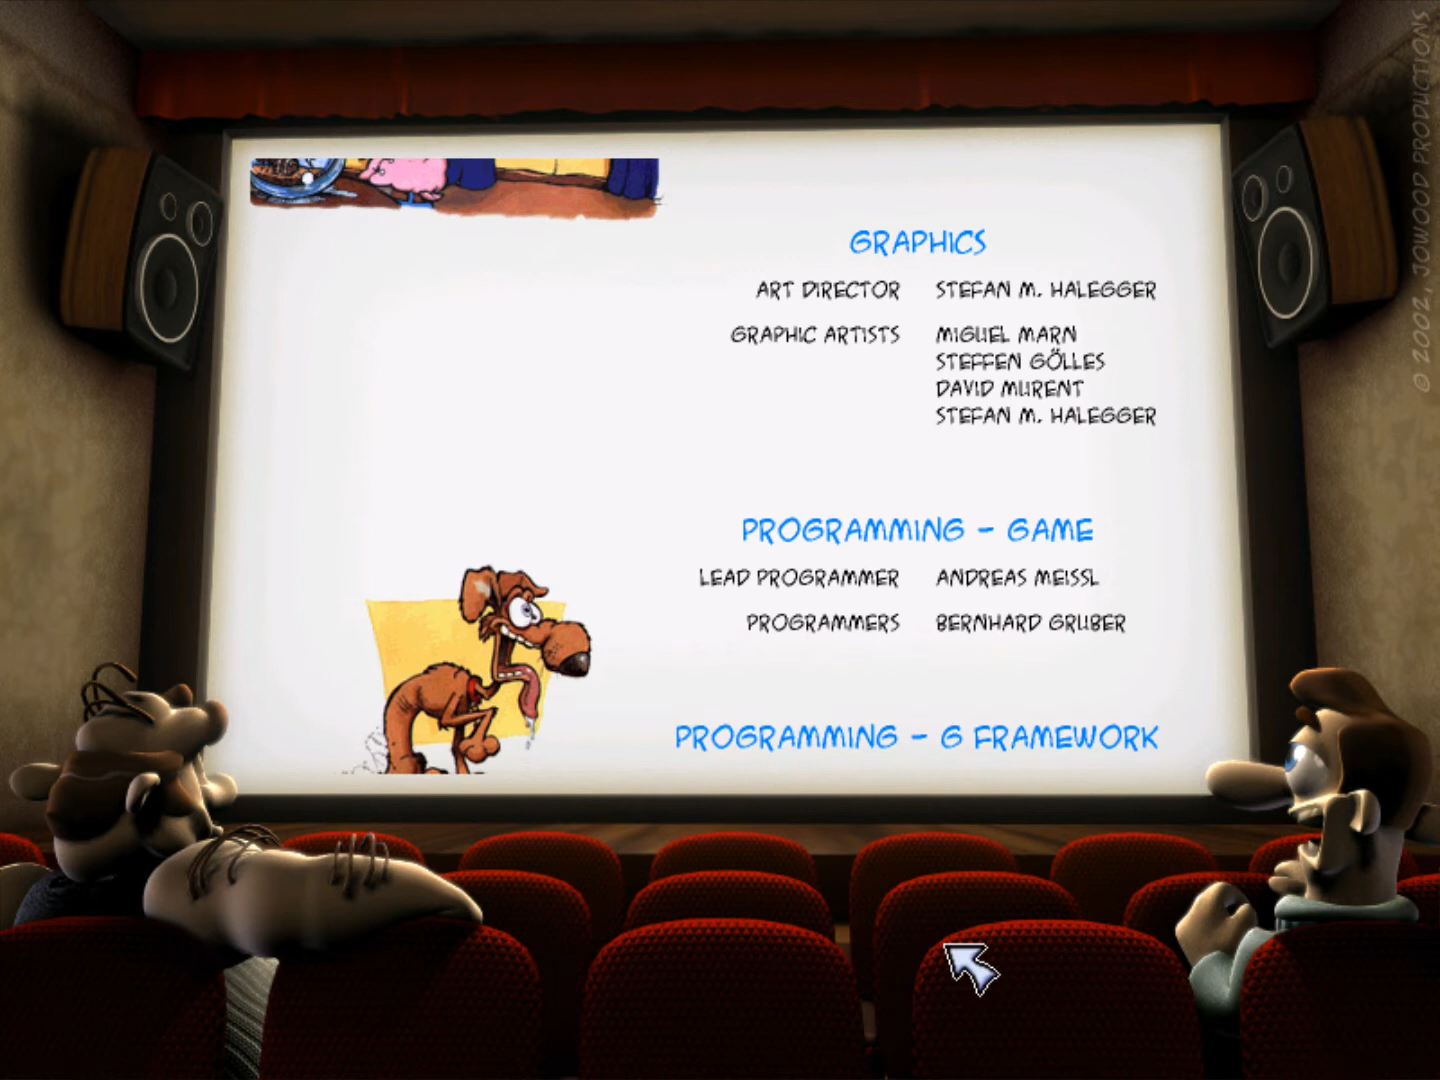 GRAPHICS
ART DIRECTOR STEFAN M. HALEGGER
GRAPHIC ARTISTS MIGUEL MARN
STEFFEN GÖLLES
DAVID MURENT
STEFAN M. HALEGGER
PROGRAMMING - GAME
LEAD PROGRAMMER ANDREAS MEISSL
PROGRAMMERS BERNHARD GRUBER
PROGRAMMING - G FRAMEWORK
© 2002, JOWOOD PRODUCTIONS